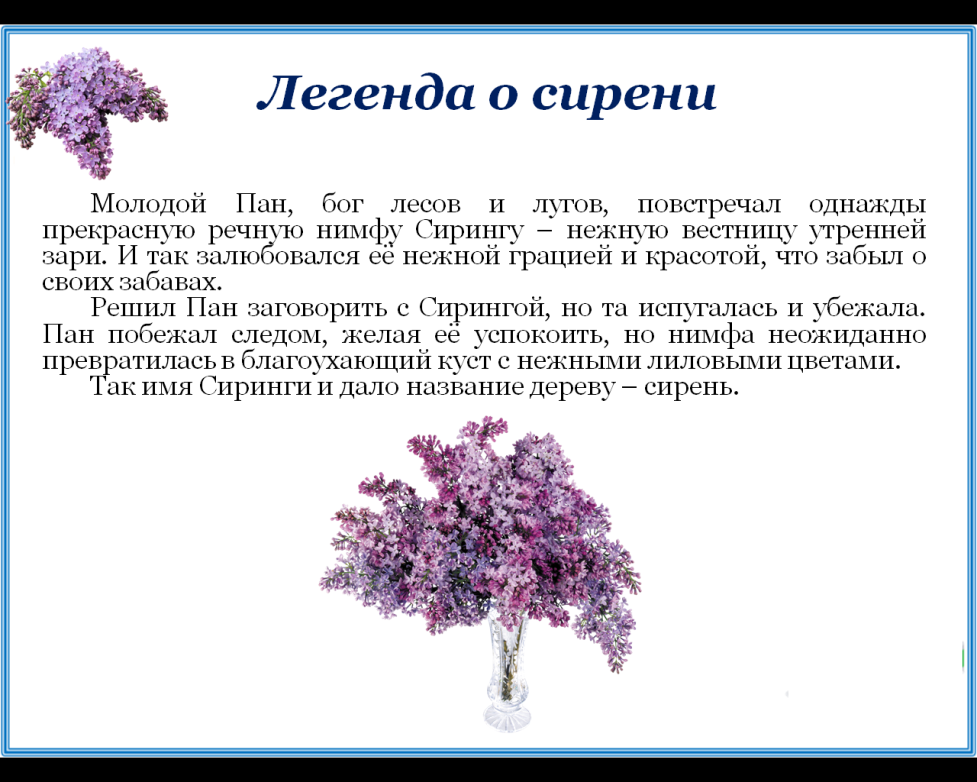 Легенда о сирени
Молодой Пан, бог лесов и лугов, повстречал однажды
прекрасную речную нимфу Сирингу – нежную вестницу утренней
зари. И так залюбовался её нежной грацией и красотой, что забыл о
своих забавах.
Решил Пан заговорить с Сирингой, но та испугалась и убежала.
Пан побежал следом, желая её успокоить, но нимфа неожиданно
превратилась в благоухающий куст с нежными лиловыми цветами.
Так имя Сиринги и дало название дереву – сирень.